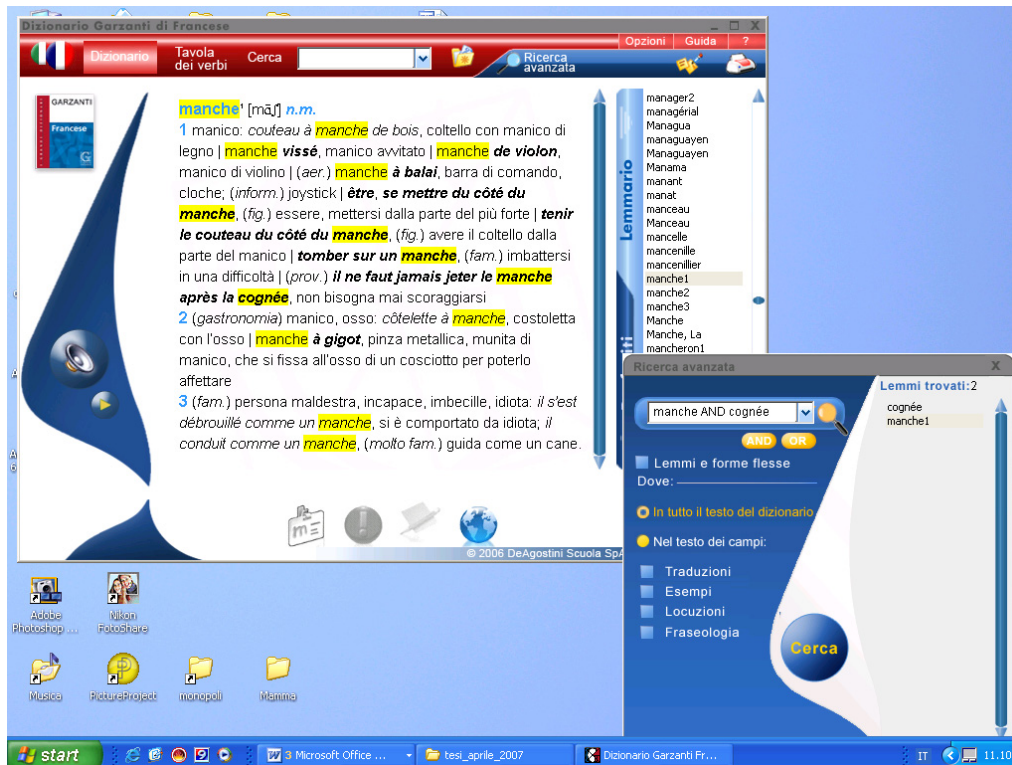 Dizionario Garzanti di Francese
Opzioni Guida ?
Dizionario
Tavola
dei verbi
Cerca
Ricerca
avanzata
GARZANTI
Francese
G
manche¹ [mɑ̃ʃ] n.m.
1 manico: couteau à manche de bois, coltello con manico di
legno | manche vissé, manico avvitato | manche de violon,
manico di violino | (aer.) manche à balai, barra di comando,
cloche; (inform.) joystick | être, se mettre du côté du
manche, (fig.) essere, mettersi dalla parte del più forte | tenir
le couteau du côté du manche, (fig.) avere il coltello dalla
parte del manico | tomber sur un manche, (fam.) imbattersi
in una difficoltà | (prov.) il ne faut jamais jeter le manche
après la cognée, non bisogna mai scoraggiarsi
2 (gastronomia) manico, osso: côtelette à manche, costoletta
con l'osso | manche à gigot, pinza metallica, munita di
manico, che si fissa all'osso di un cosciotto per poterlo
affettare
3 (fam.) persona maldestra, incapace, imbecille, idiota: il s'est
débrouillé comme un manche, si è comportato da idiota; il
conduit comme un manche, (molto fam.) guida come un cane.
Lemmario
manager2
managérial
Managua
managuayen
Managuayen
Manama
manant
manat
manceau
Manceau
mancelle
mancenille
mancenillier
manche1
manche2
manche3
Manche
Manche, La
mancheron1
m=
© 2006 DeAgostini Scuola SpA
Ricerca avanzata X
Lemmi trovati:2
manche AND cognée
cognée
manche1
AND OR
Lemmi e forme flesse
Dove:
In tutto il testo del dizionario
Nel testo dei campi:
Traduzioni
Esempi
Locuzioni
Fraseologia
Cerca
Adobe
Photoshop ...
Nikon
FotoShare
Musica
PictureProject
monopoli
Mamma
start
3 Microsoft Office ...
tesi_aprile_2007
Dizionario Garzanti Fr...
IT
11.10